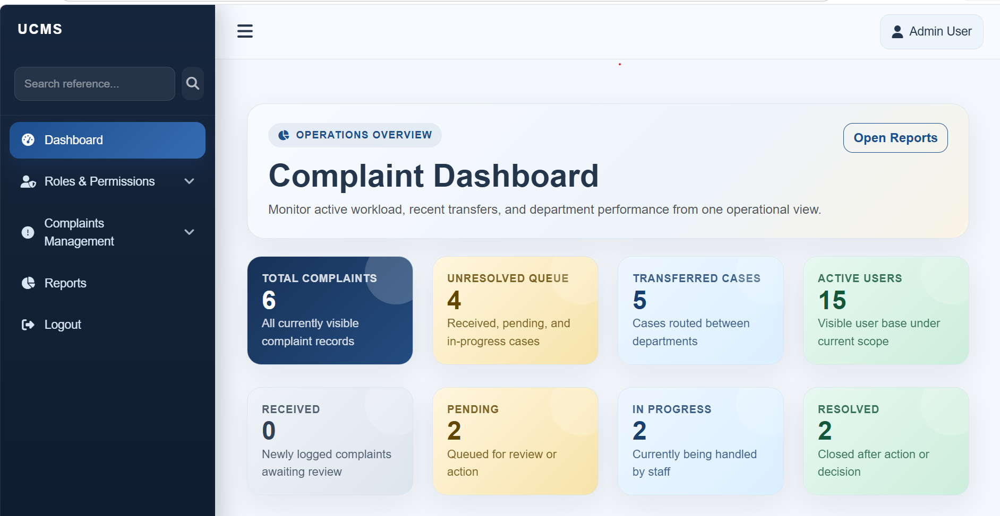 UCMS
Admin User
Search reference...
Dashboard
Roles & Permissions
Complaints
Management
Reports
Logout
OPERATIONS OVERVIEW
Open Reports
Complaint Dashboard
Monitor active workload, recent transfers, and department performance from one operational view.
TOTAL COMPLAINTS
6
All currently visible
complaint records
UNRESOLVED QUEUE
4
Received, pending, and
in-progress cases
TRANSFERRED CASES
5
Cases routed between
departments
ACTIVE USERS
15
Visible user base under
current scope
RECEIVED
0
Newly logged complaints
awaiting review
PENDING
2
Queued for review or
action
IN PROGRESS
2
Currently being handled
by staff
RESOLVED
2
Closed after action or
decision